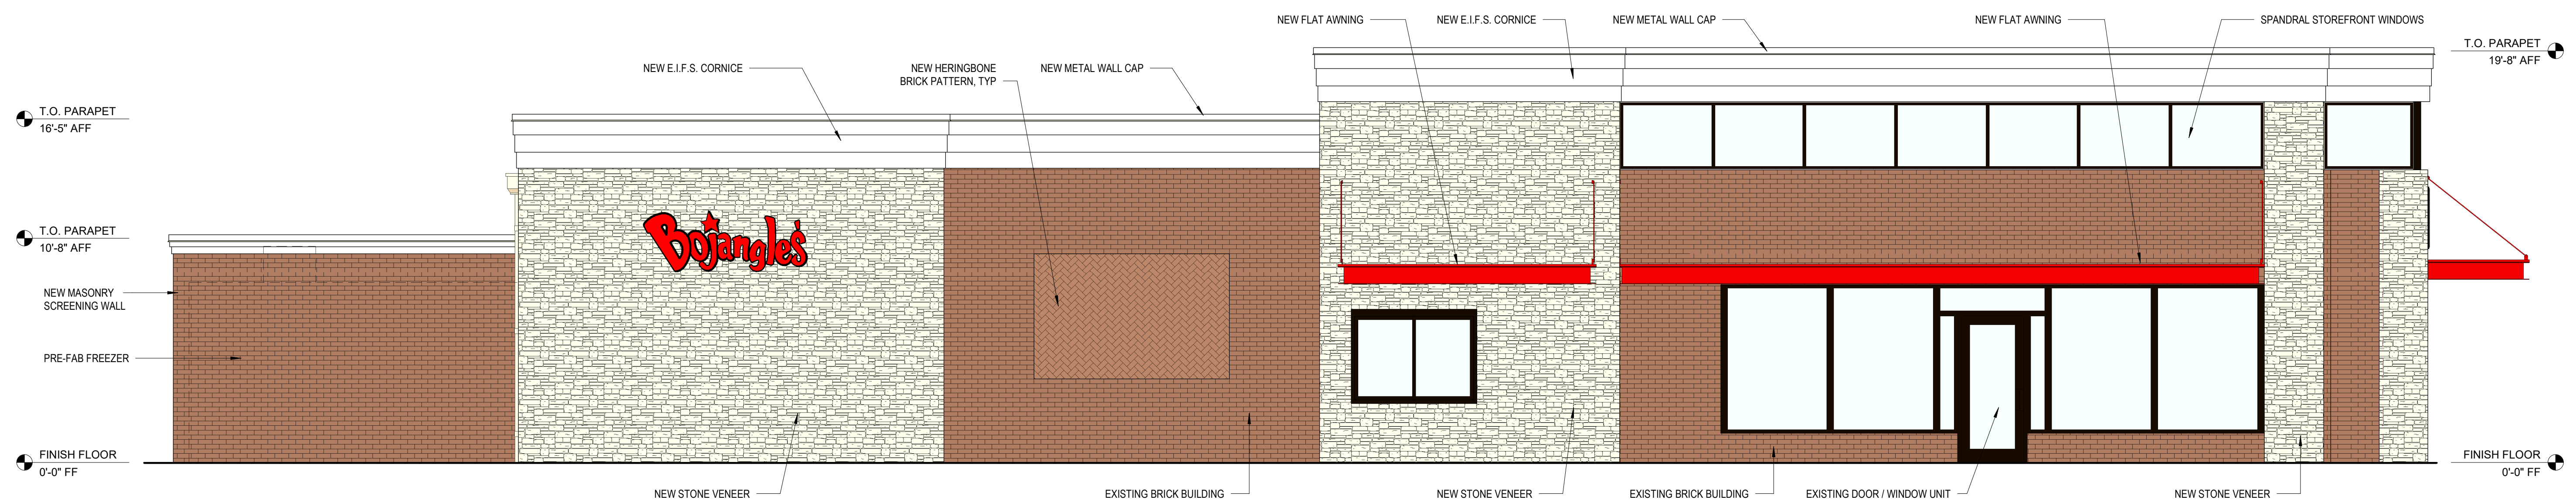 NEW FLAT AWNING
NEW E.I.F.S. CORNICE
NEW METAL WALL CAP
NEW FLAT AWNING
SPANDRAL STOREFRONT WINDOWS
T.O. PARAPET
19'-8" AFF
NEW E.I.F.S. CORNICE
NEW HERINGBONE
BRICK PATTERN, TYP
NEW METAL WALL CAP
T.O. PARAPET
16'-5" AFF
T.O. PARAPET
10'-8" AFF
Bojangles'
NEW MASONRY
SCREENING WALL
PRE-FAB FREEZER
FINISH FLOOR
0'-0" FF
FINISH FLOOR
0'-0" FF
NEW STONE VENEER
EXISTING BRICK BUILDING
NEW STONE VENEER
EXISTING BRICK BUILDING
EXISTING DOOR / WINDOW UNIT
NEW STONE VENEER